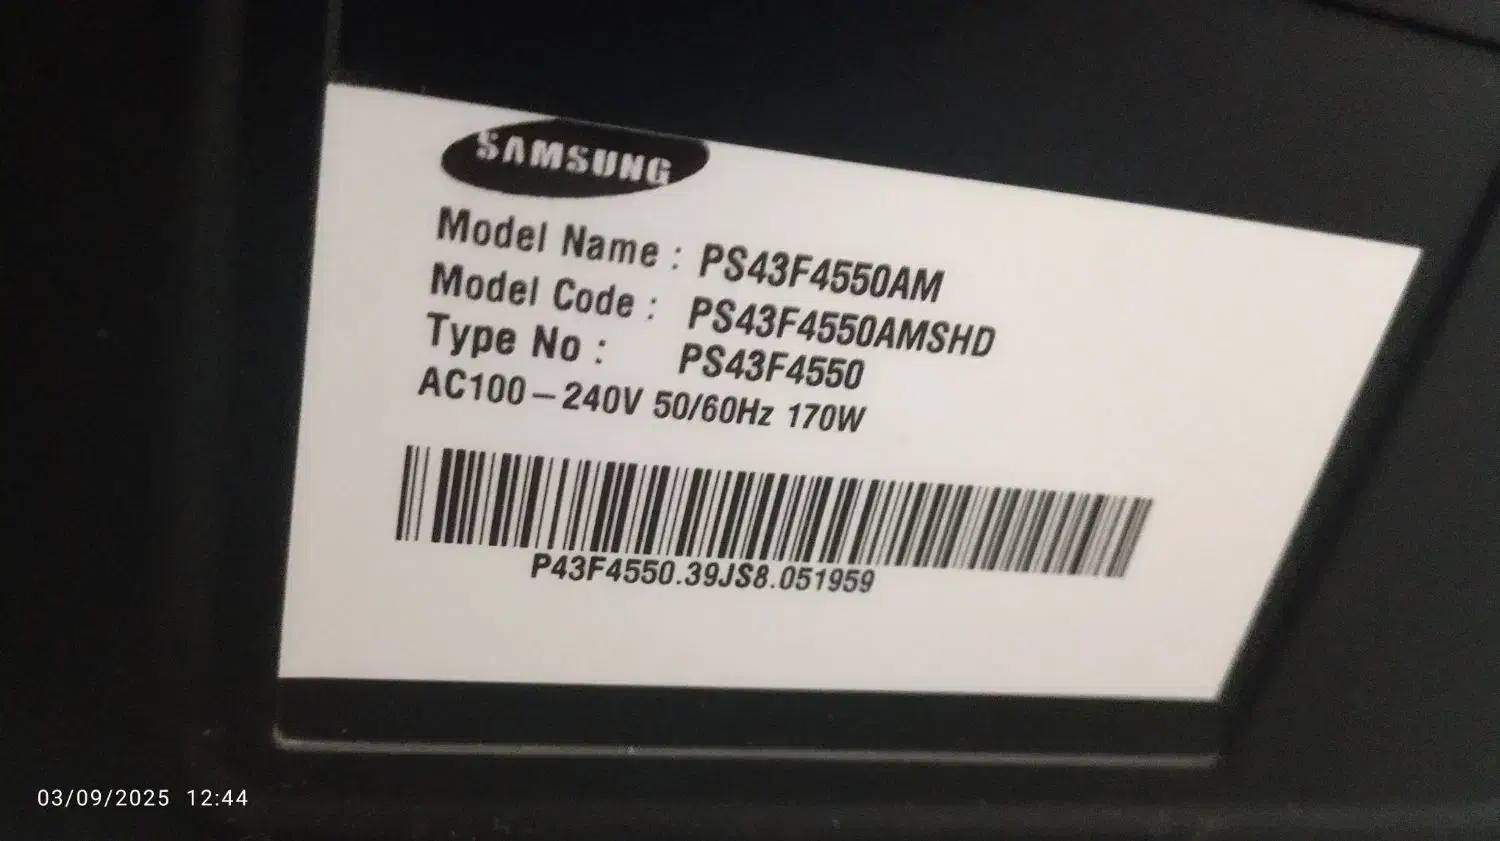 SAMSUNG
Model Name : PS43F4550AM
Model Code : PS43F4550AMSHD
Type No : PS43F4550
AC100 – 240V 50/60Hz 170W
P43F4550.39JS8.051959
03/09/2025 12:44